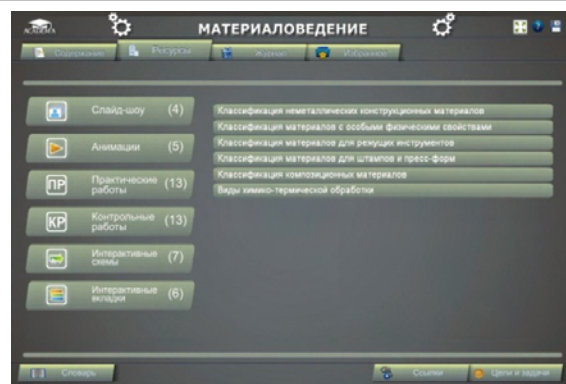 ACADEMA
МАТЕРИАЛОВЕДЕНИЕ
Содержание
Ресурсы
Журнал
Избранное
Слайд-шоу (4)
Анимации (5)
ПР Практические работы (13)
КР Контрольные работы (13)
Интерактивные схемы (7)
Интерактивные вкладки (6)
Классификация неметаллических конструкционных материалов
Классификация материалов с особыми физическими свойствами
Классификация материалов для режущих инструментов
Классификация материалов для штампов и пресс-форм
Классификация композиционных материалов
Виды химико-термической обработки
Словарь
Ссылки
Цели и задачи